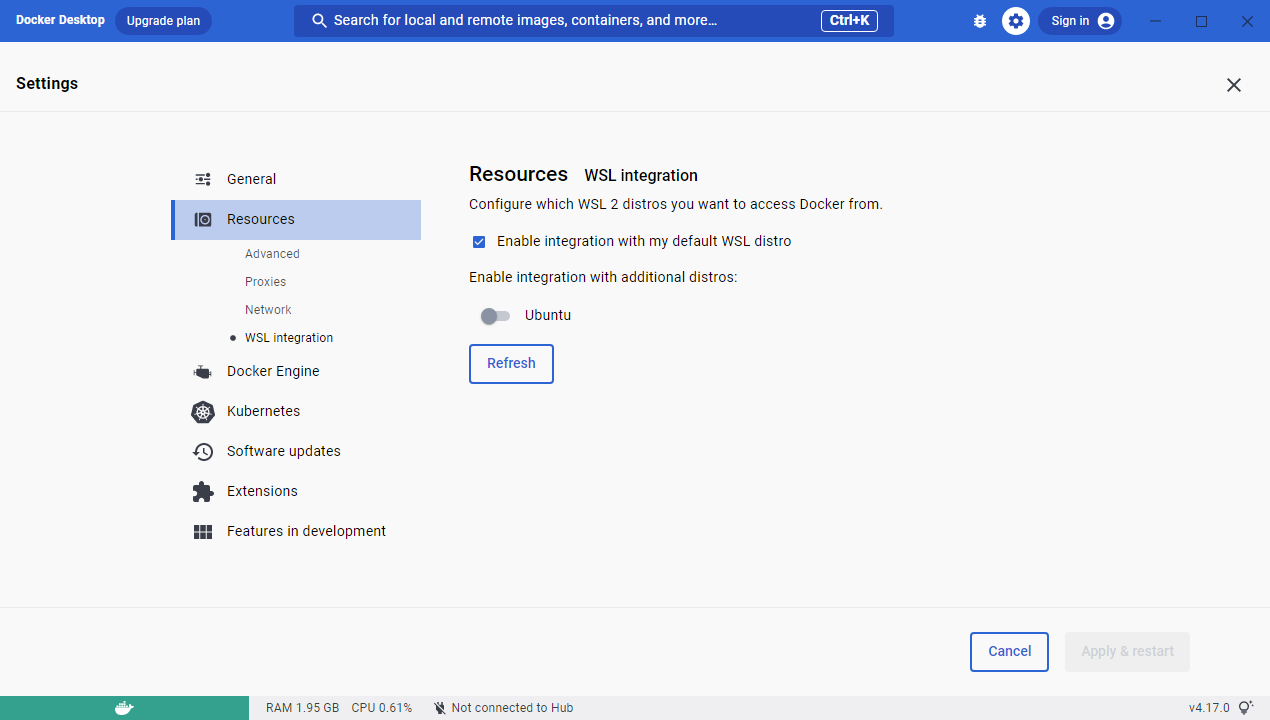 Docker Desktop Upgrade plan Search for local and remote images, containers, and more... Ctrl+K Sign in
Settings
General
Resources
Advanced
Proxies
Network
WSL integration
Docker Engine
Kubernetes
Software updates
Extensions
Features in development
Resources WSL integration
Configure which WSL 2 distros you want to access Docker from.
Enable integration with my default WSL distro
Enable integration with additional distros:
Ubuntu
Refresh
Cancel Apply & restart
RAM 1.95 GB CPU 0.61% Not connected to Hub v4.17.0